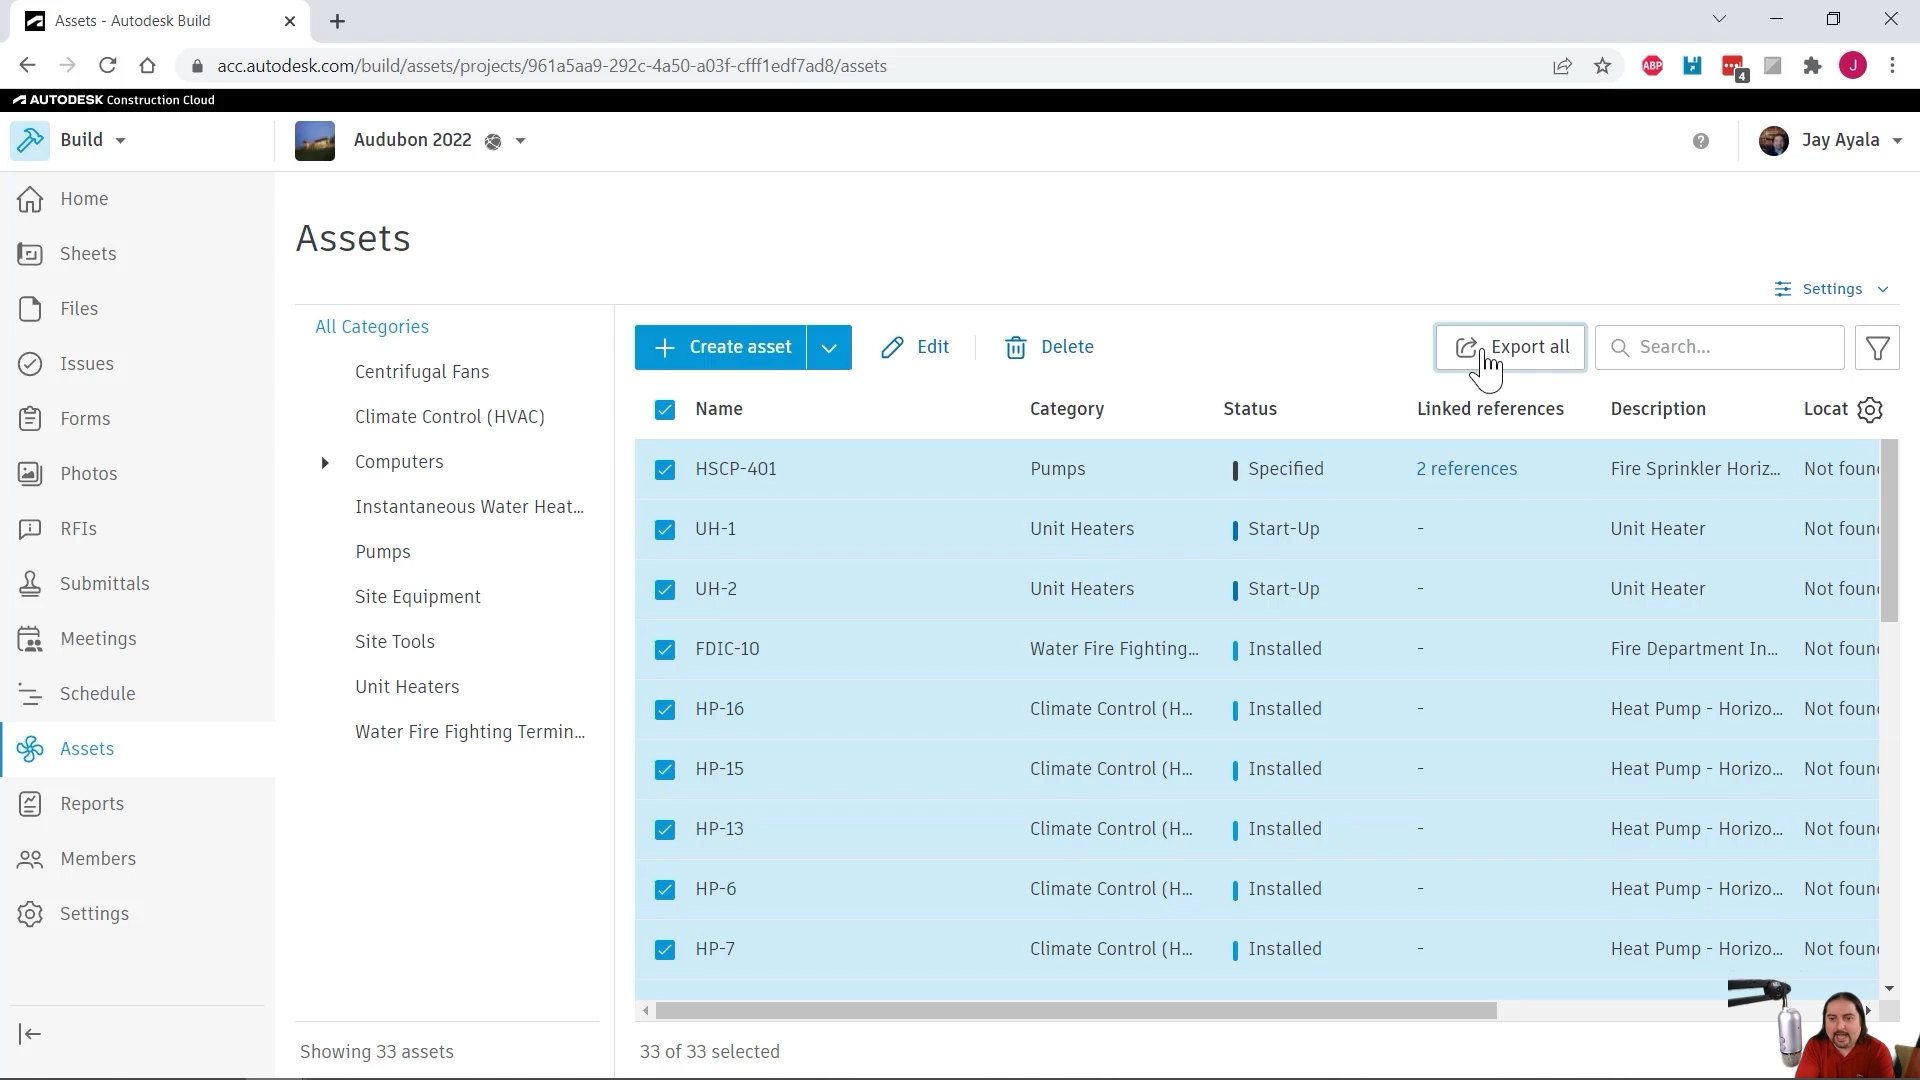 Assets - Autodesk Build
acc.autodesk.com/build/assets/projects/961a5aa9-292c-4a50-a03f-cfff1edf7ad8/assets
ABP
4
J
AUTODESK Construction Cloud
Build
Audubon 2022
Jay Ayala
Home
Sheets
Files
Issues
Forms
Photos
RFIs
Submittals
Meetings
Schedule
Assets
Reports
Members
Settings
Assets
Settings
All Categories
Centrifugal Fans
Climate Control (HVAC)
Computers
Instantaneous Water Heat...
Pumps
Site Equipment
Site Tools
Unit Heaters
Water Fire Fighting Termin...
Showing 33 assets
Create asset Edit Delete Export all Search...
Name Category Status Linked references Description Locat
HSCP-401 Pumps Specified 2 references Fire Sprinkler Horiz... Not foun
UH-1 Unit Heaters Start-Up - Unit Heater Not foun
UH-2 Unit Heaters Start-Up - Unit Heater Not foun
FDIC-10 Water Fire Fighting... Installed - Fire Department In... Not foun
HP-16 Climate Control (H... Installed - Heat Pump - Horizo... Not foun
HP-15 Climate Control (H... Installed - Heat Pump - Horizo... Not foun
HP-13 Climate Control (H... Installed - Heat Pump - Horizo... Not foun
HP-6 Climate Control (H... Installed - Heat Pump - Horizo... Not foun
HP-7 Climate Control (H... Installed - Heat Pump - Horizo... Not foun
33 of 33 selected